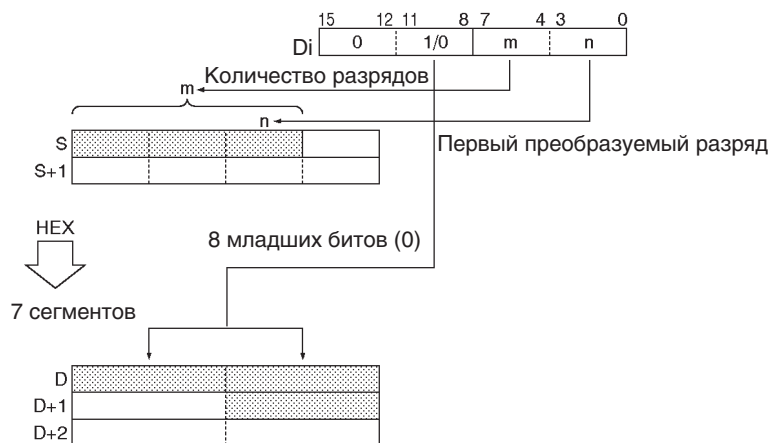 15 12 11 8 7 4 3 0
Di 0 1/0 m n
Количество разрядов
m
n
S
Первый преобразуемый разряд
S+1
HEX
8 младших битов (0)
7 сегментов
D
D+1
D+2